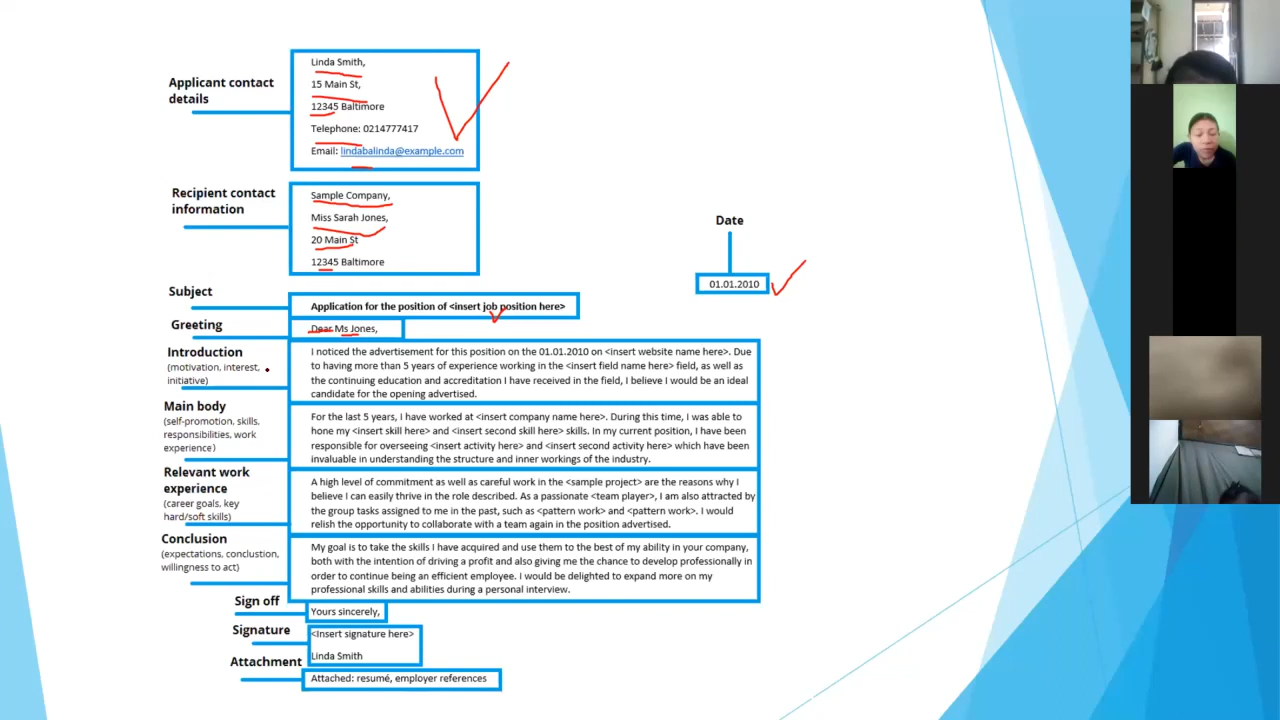 Applicant contact
details
Linda Smith,
15 Main St,
12345 Baltimore
Telephone: 0214777417
Email: lindabalinda@example.com
Recipient contact
information
Sample Company,
Miss Sarah Jones,
20 Main St
12345 Baltimore
Date
01.01.2010
Subject
Application for the position of <insert job position here>
Greeting
Dear Ms Jones,
Introduction
(motivation, interest,
initiative)
I noticed the advertisement for this position on the 01.01.2010 on <insert website name here>. Due
to having more than 5 years of experience working in the <insert field name here> field, as well as
the continuing education and accreditation I have received in the field, I believe I would be an ideal
candidate for the opening advertised.
Main body
(self-promotion, skills,
responsibilities, work
experience)
For the last 5 years, I have worked at <insert company name here>. During this time, I was able to
hone my <insert skill here> and <insert second skill here> skills. In my current position, I have been
responsible for overseeing <insert activity here> and <insert second activity here> which have been
invaluable in understanding the structure and inner workings of the industry.
Relevant work
experience
(career goals, key
hard/soft skills)
A high level of commitment as well as careful work in the <sample project> are the reasons why I
believe I can easily thrive in the role described. As a passionate <team player>, I am also attracted by
the group tasks assigned to me in the past, such as <pattern work> and <pattern work>. I would
relish the opportunity to collaborate with a team again in the position advertised.
Conclusion
(expectations, conclustion,
willingness to act)
My goal is to take the skills I have acquired and use them to the best of my ability in your company,
both with the intention of driving a profit and also giving me the chance to develop professionally in
order to continue being an efficient employee. I would be delighted to expand more on my
professional skills and abilities during a personal interview.
Sign off
Yours sincerely,
Signature
<Insert signature here>
Linda Smith
Attachment
Attached: resumé, employer references